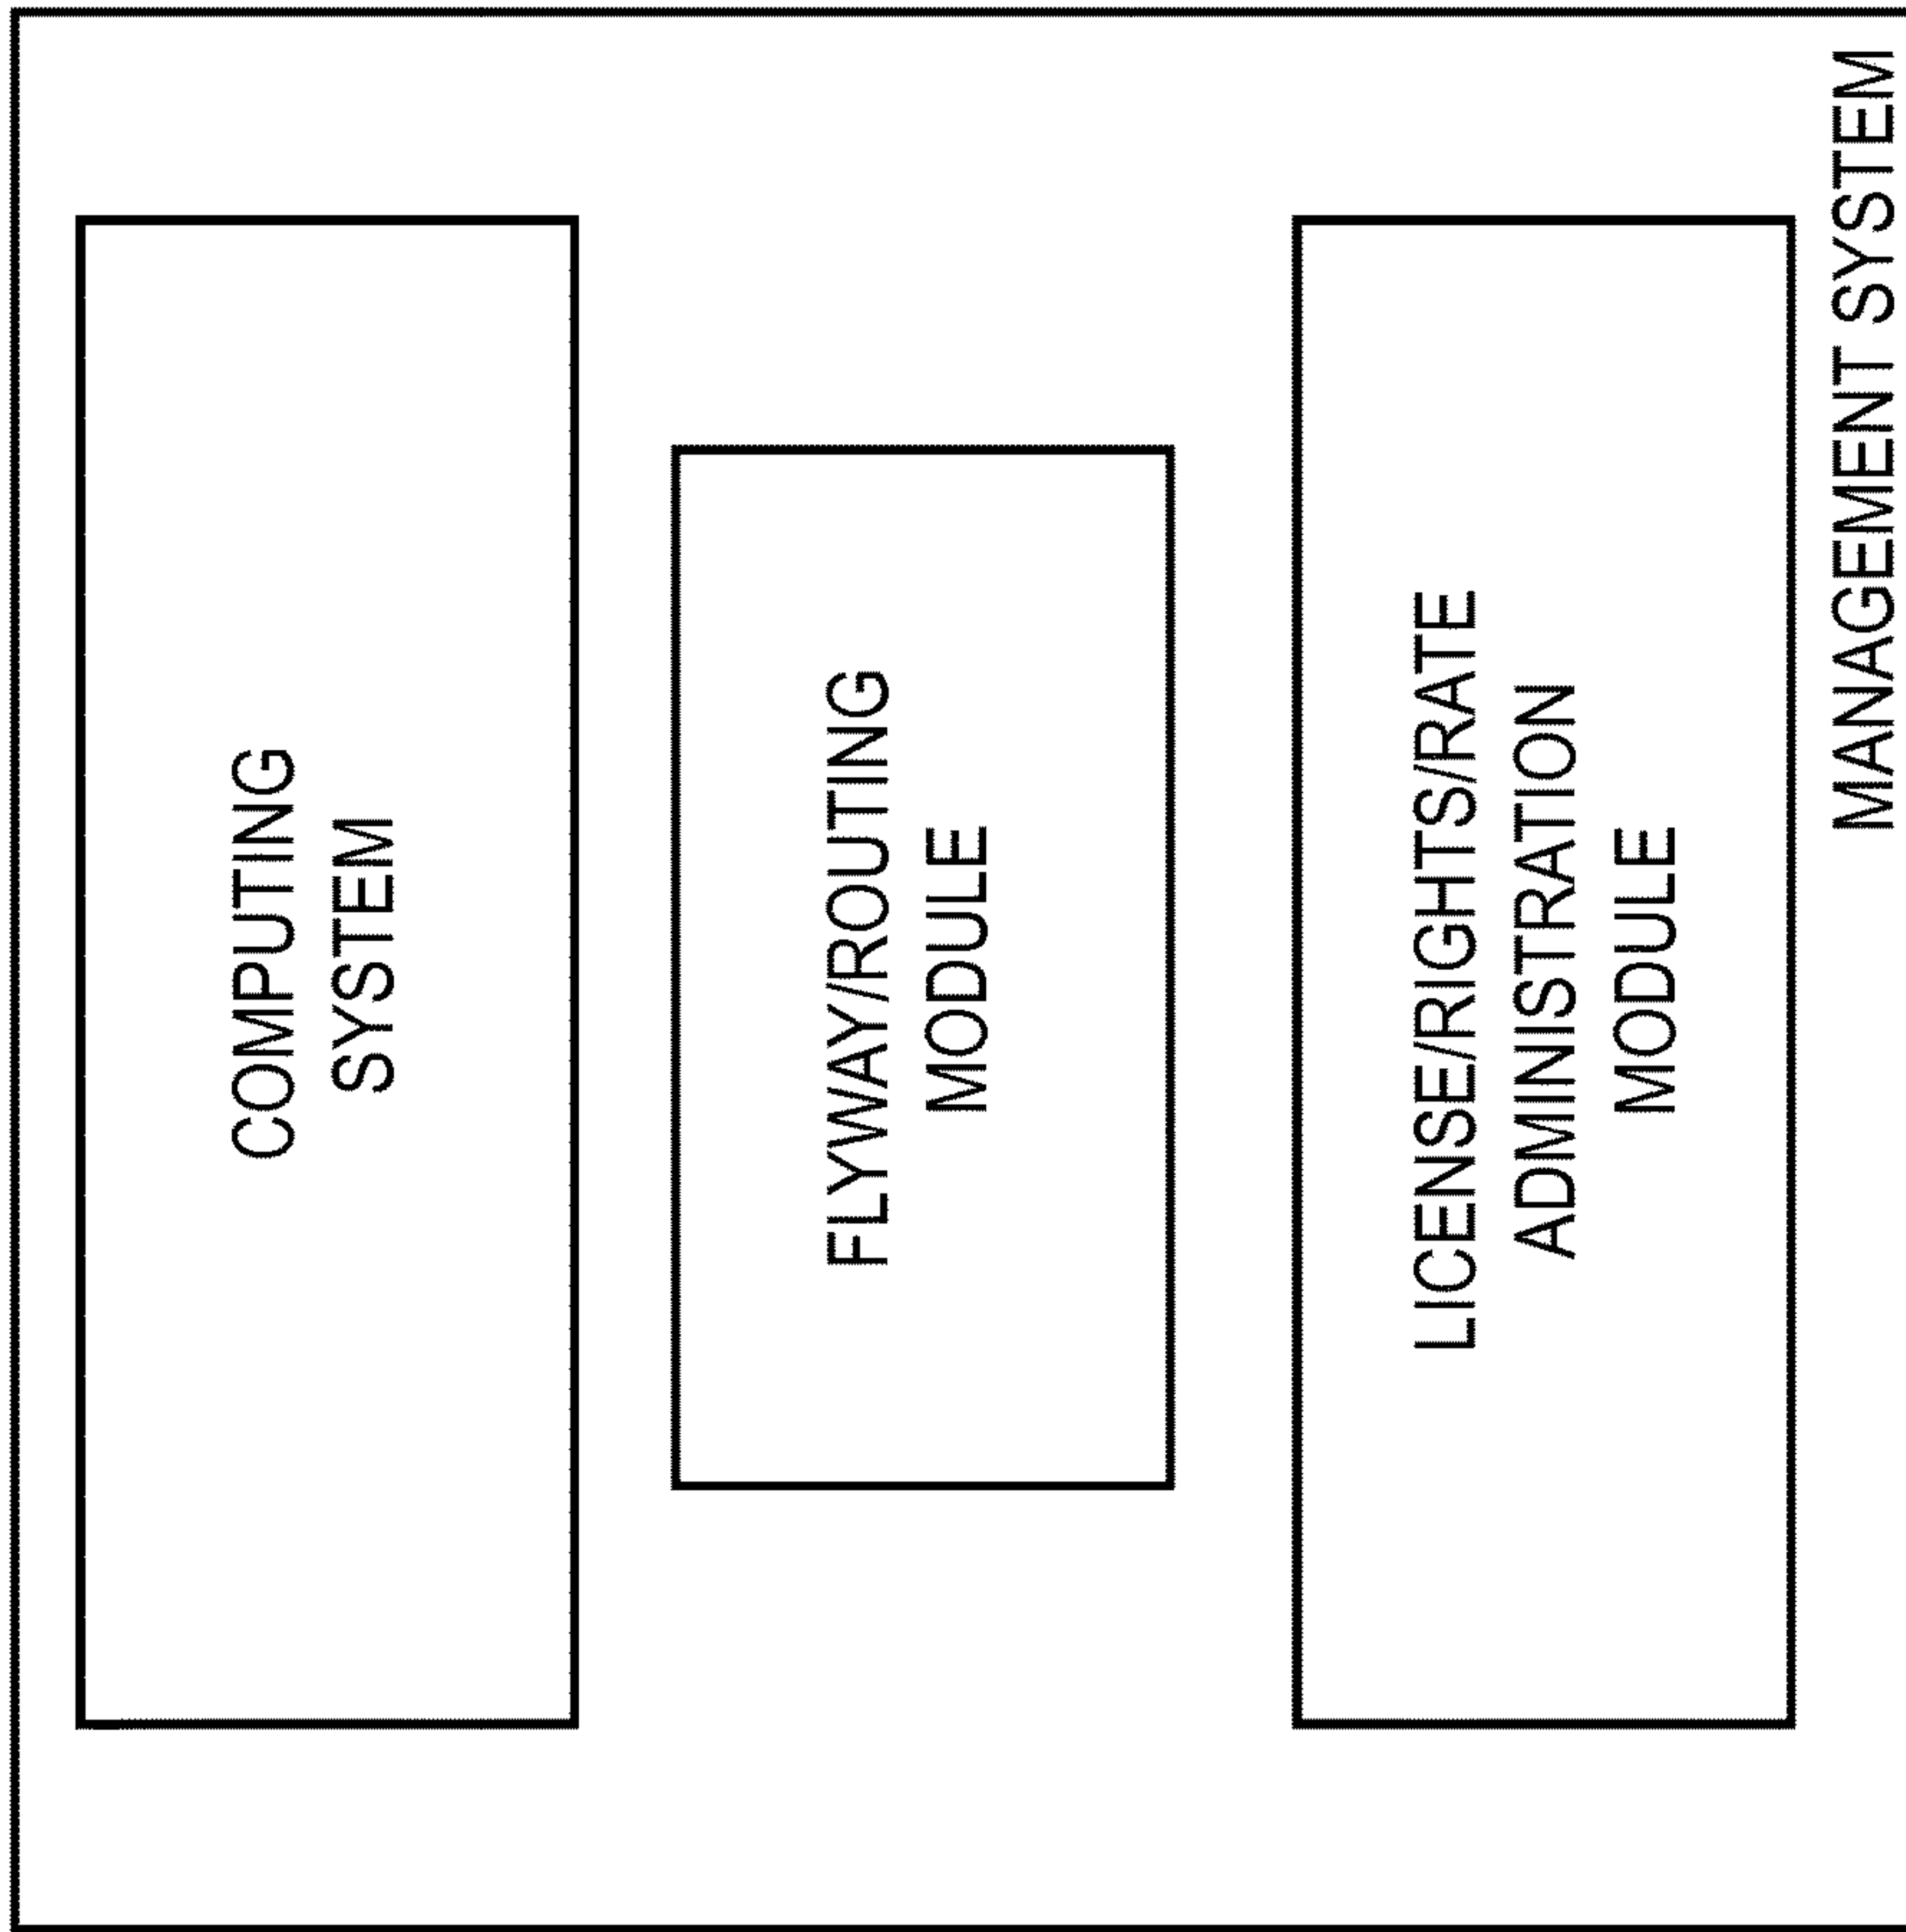 COMPUTING
SYSTEM
FLYWAY/ROUTING
MODULE
LICENSE/RIGHTS/RATE
ADMINISTRATION
MODULE
MANAGEMENT SYSTEM